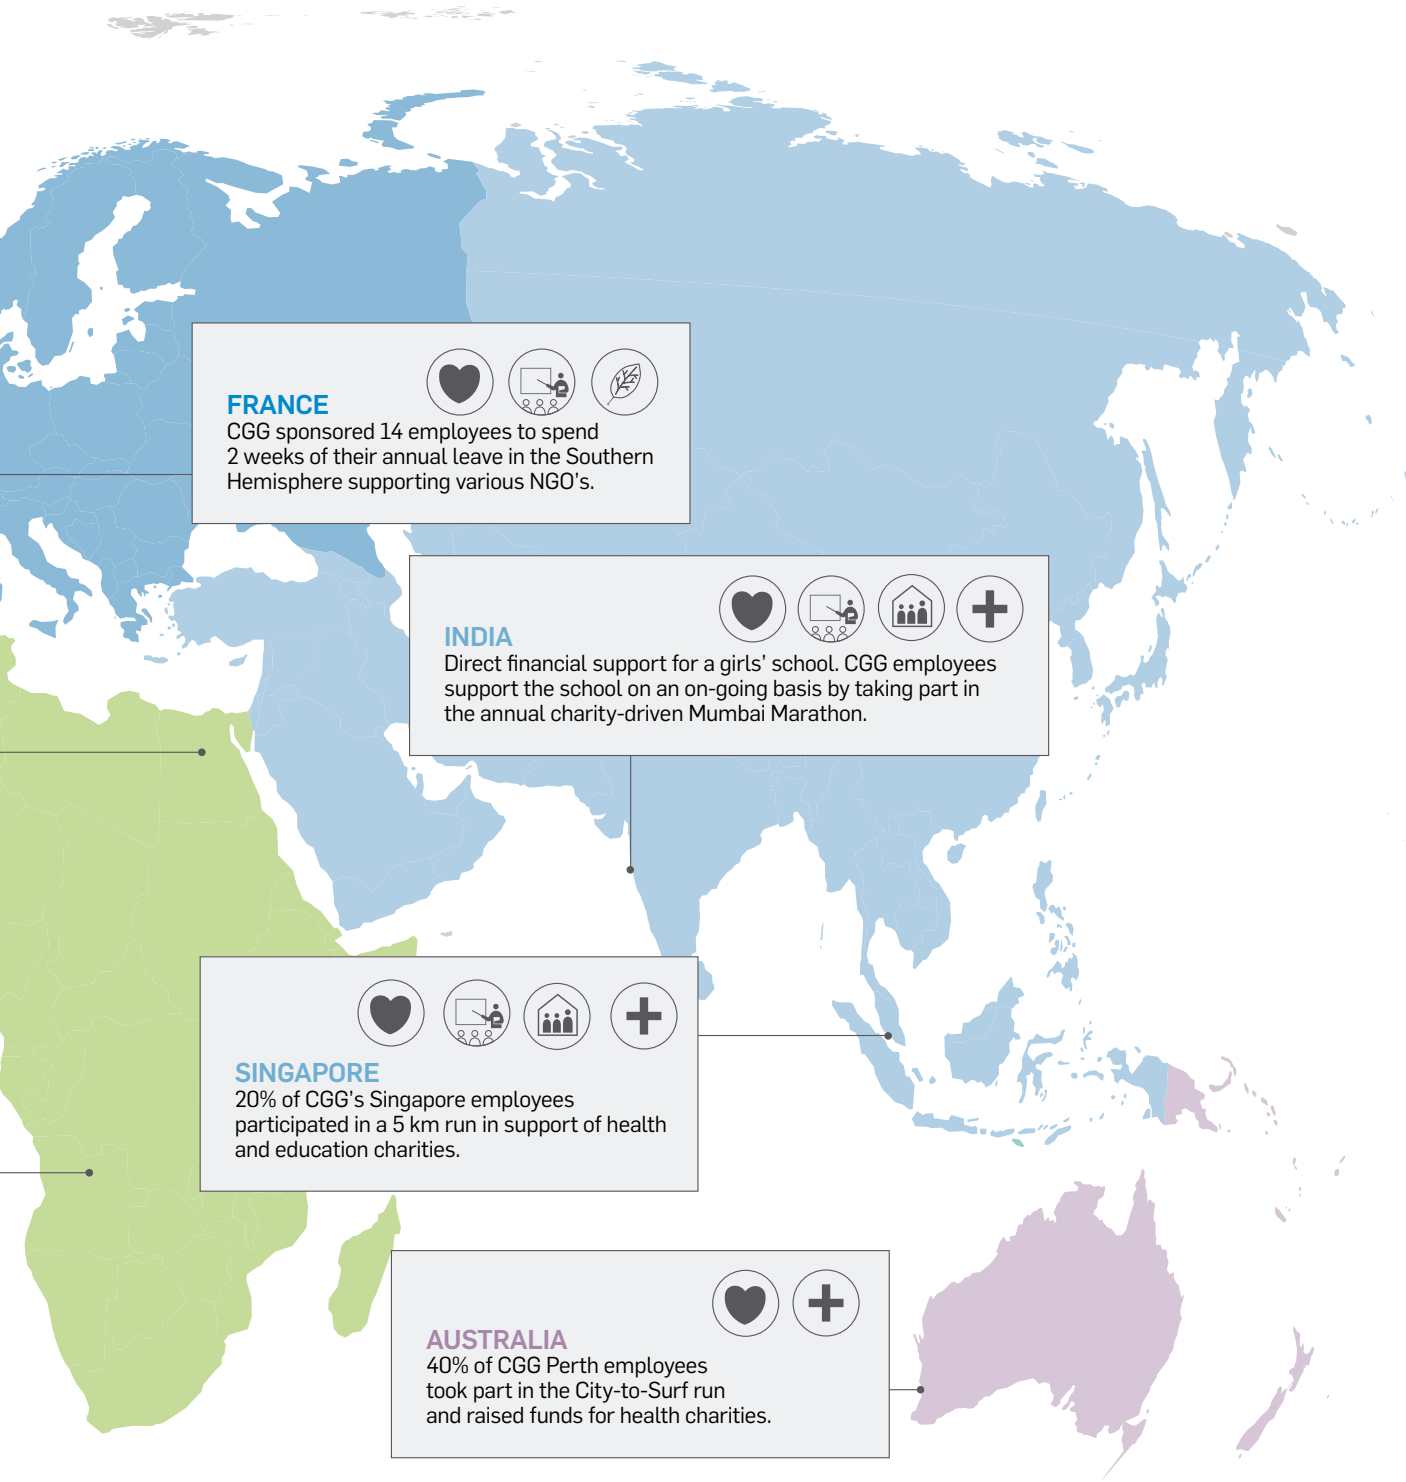 FRANCE
CGG sponsored 14 employees to spend
2 weeks of their annual leave in the Southern
Hemisphere supporting various NGO's.
INDIA
Direct financial support for a girls' school. CGG employees
support the school on an on-going basis by taking part in
the annual charity-driven Mumbai Marathon.
SINGAPORE
20% of CGG's Singapore employees
participated in a 5 km run in support of health
and education charities.
AUSTRALIA
40% of CGG Perth employees
took part in the City-to-Surf run
and raised funds for health charities.